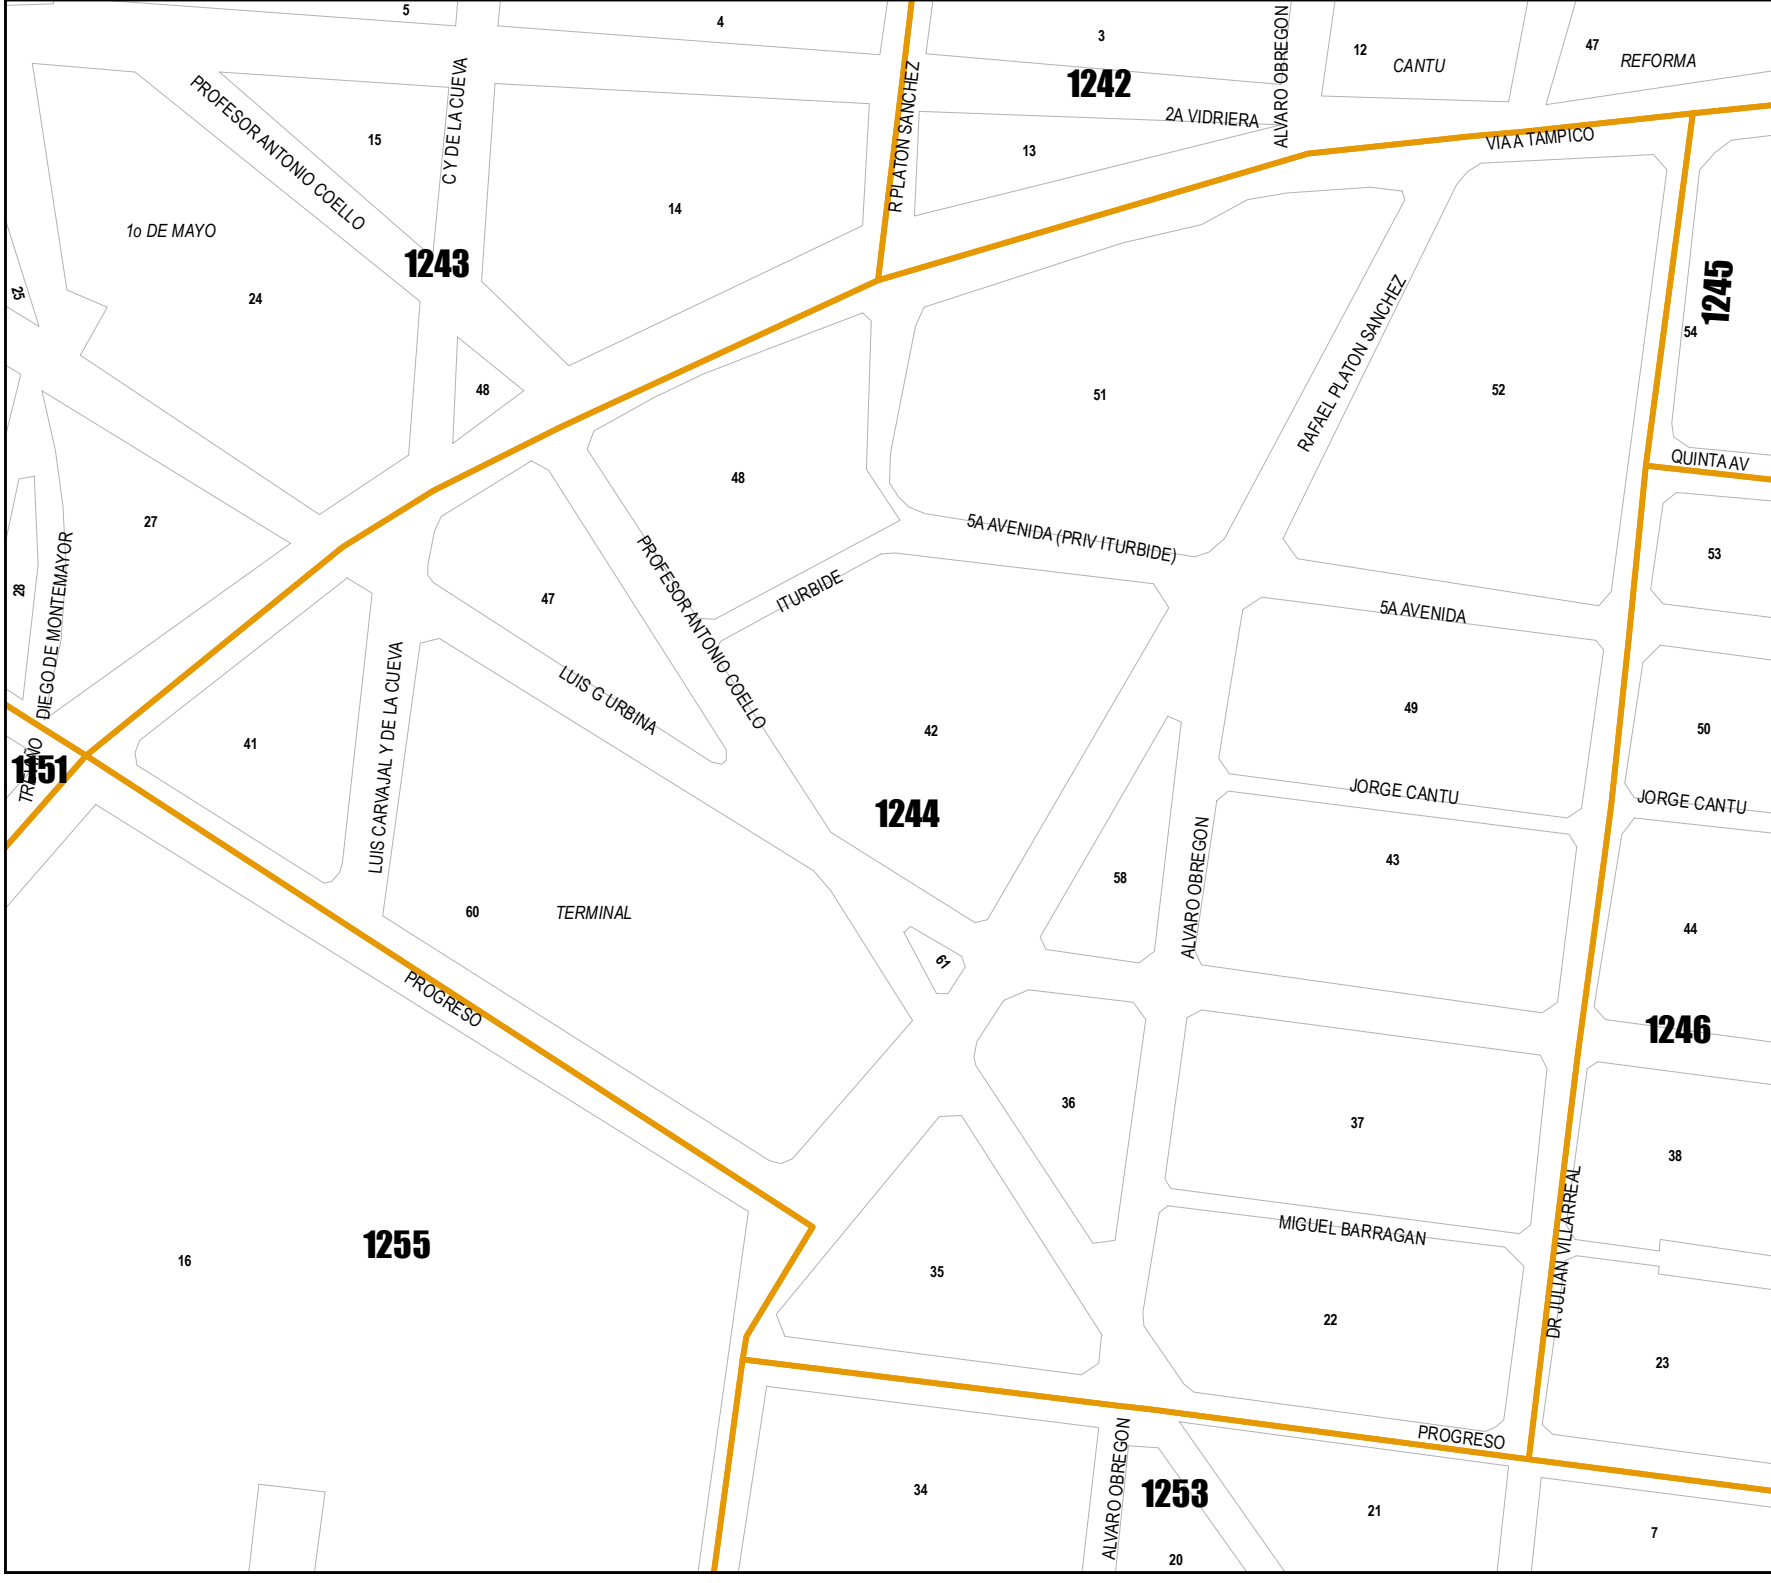 5
4
3
12
CANTU
47
REFORMA
ALVARO OBREGON
1242
2A VIDRIERA
R PLATON SANCHEZ
PROFESOR ANTONIO COELLO
15
C Y DE LA CUEVA
13
VIA A TAMPICO
14
1o DE MAYO
1243
24
25
1245
54
RAFAEL PLATON SANCHEZ
48
51
52
QUINTA AV
48
27
5A AVENIDA (PRIV ITURBIDE)
53
28
DIEGO DE MONTEMAYOR
47
PROFESOR ANTONIO COELLO
ITURBIDE
5A AVENIDA
LUIS G URBINA
LUIS CARVAJAL Y DE LA CUEVA
49
50
42
41
TREVIÑO
1151
JORGE CANTU
JORGE CANTU
1244
43
58
ALVARO OBREGON
60
TERMINAL
44
61
PROGRESO
1246
36
37
38
DR JULIAN VILLARREAL
MIGUEL BARRAGAN
1255
16
35
22
23
PROGRESO
ALVARO OBREGON
34
1253
21
7
20